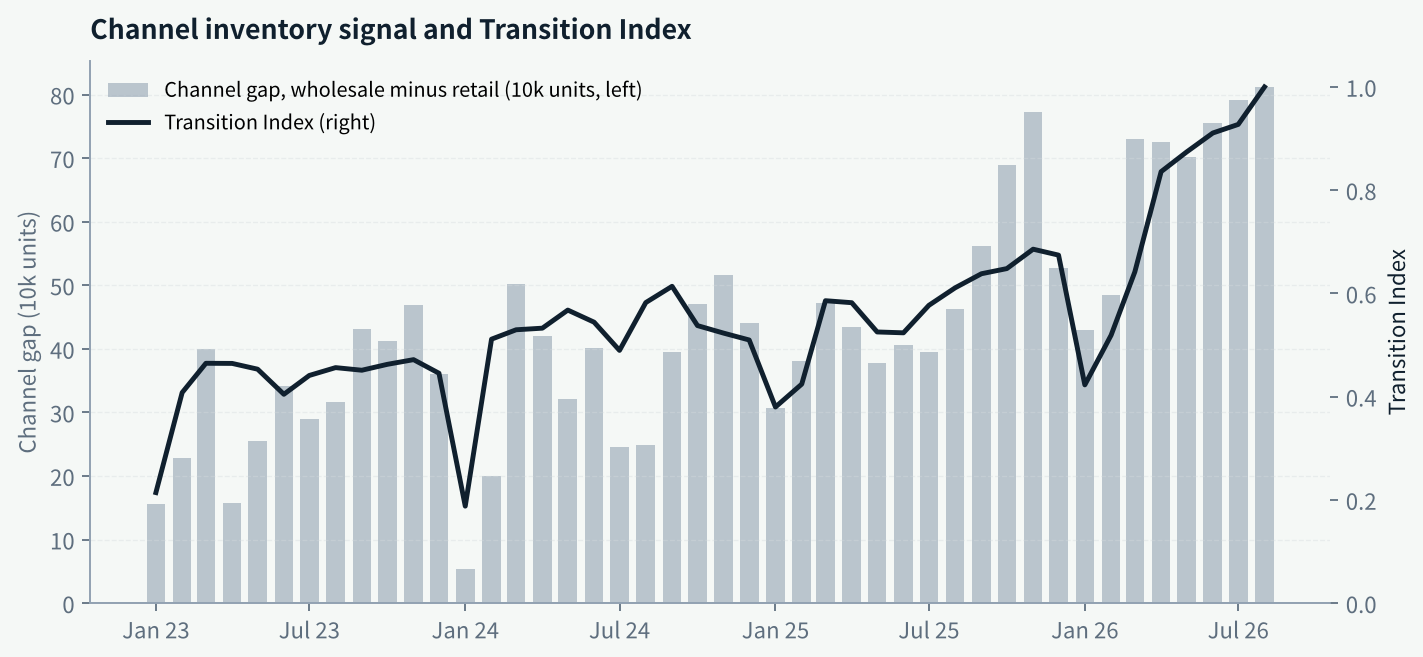 Channel inventory signal and Transition Index
Channel gap, wholesale minus retail (10k units, left)
Transition Index (right)
Channel gap (10k units)
80
70
60
50
40
30
20
10
0
1.0
0.8
0.6
0.4
0.2
0.0
Transition Index
Jan 23 Jul 23 Jan 24 Jul 24 Jan 25 Jul 25 Jan 26 Jul 26